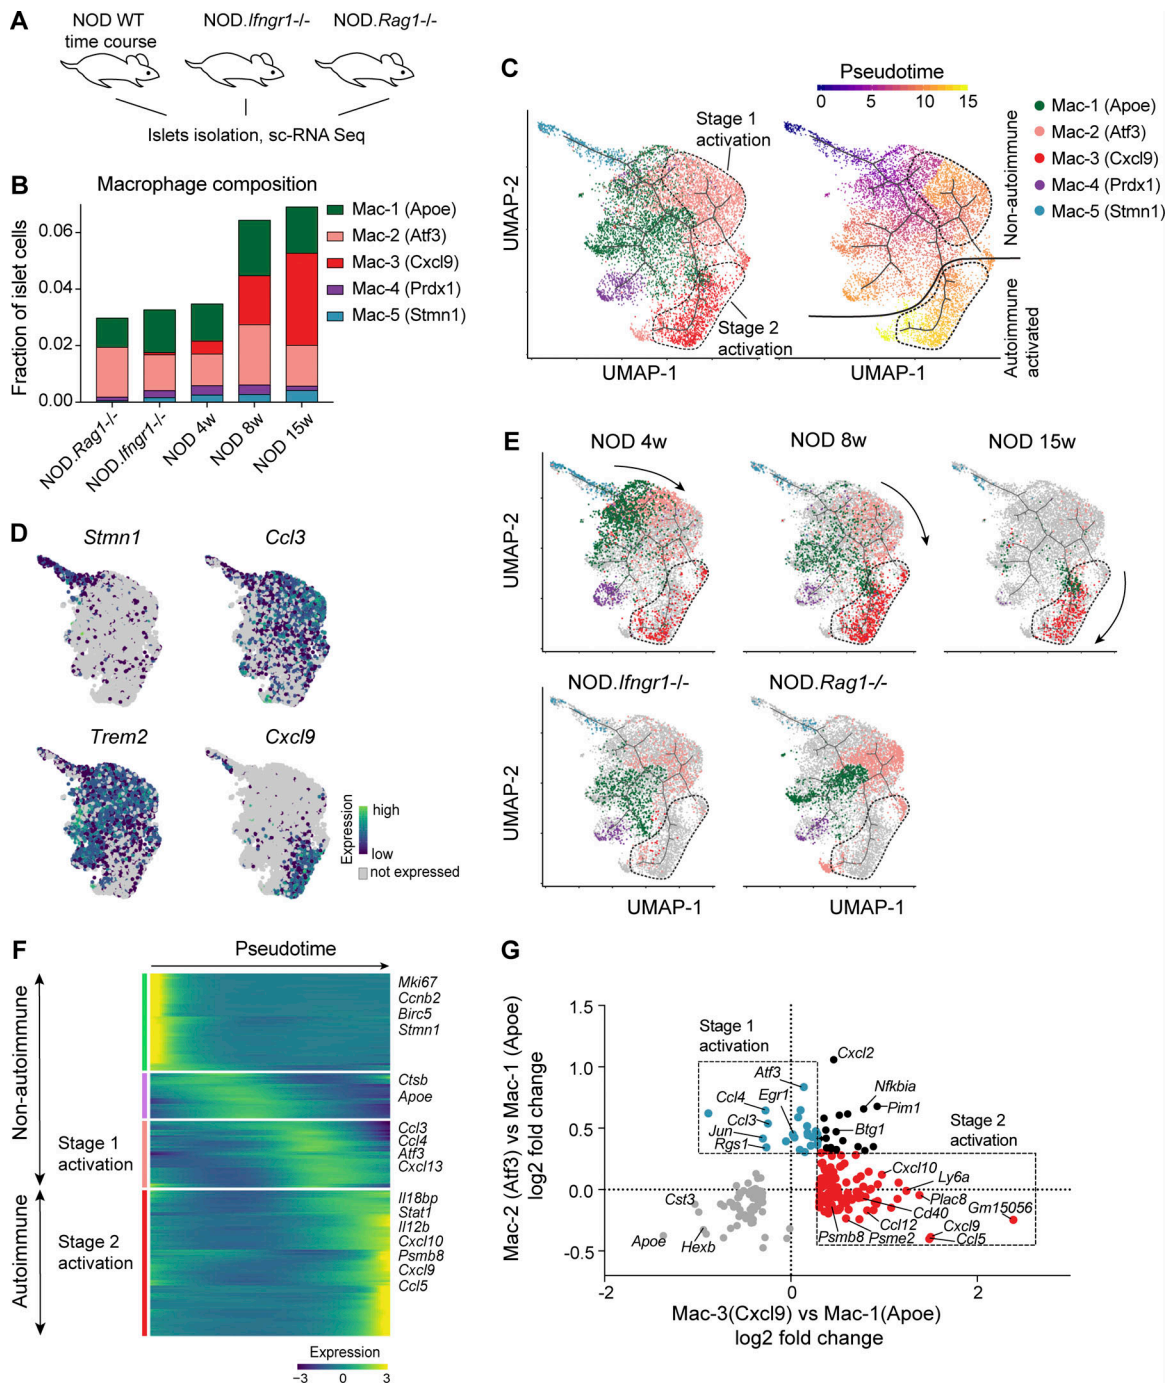 A
NOD WT
time course
NOD.Ifngr1-/-
NOD.Rag1-/-
Islets isolation, sc-RNA Seq
B
Macrophage composition
Fraction of islet cells
0.06
0.04
0.02
0.00
NOD.Rag1-/-
NOD.Ifngr1-/-
NOD 4w
NOD 8w
NOD 15w
Mac-1 (Apoe)
Mac-2 (Atf3)
Mac-3 (Cxcl9)
Mac-4 (Prdx1)
Mac-5 (Stmn1)
C
Pseudotime
0 5 10 15
Stage 1
activation
Stage 2
activation
UMAP-2
UMAP-1
UMAP-1
Non-autoimmune
Autoimmune
activated
Mac-1 (Apoe)
Mac-2 (Atf3)
Mac-3 (Cxcl9)
Mac-4 (Prdx1)
Mac-5 (Stmn1)
D
Stmn1
Ccl3
Trem2
Cxcl9
Expression
high
low
not expressed
E
NOD 4w
NOD 8w
NOD 15w
UMAP-2
NOD.Ifngr1-/-
NOD.Rag1-/-
UMAP-2
UMAP-1
UMAP-1
F
Pseudotime
Non-autoimmune
Stage 1
activation
Autoimmune
Stage 2
activation
Mki67
Ccnb2
Birc5
Stmn1
Ctsb
Apoe
Ccl3
Ccl4
Atf3
Cxcl13
Il18bp
Stat1
Il12b
Cxcl10
Psmb8
Cxcl9
Ccl5
Expression
−3 0 3
G
Mac-2 (Atf3) vs Mac-1 (Apoe)
log2 fold change
1.5
1.0
0.5
0.0
-0.5
-2 0 2
Mac-3(Cxcl9) vs Mac-1(Apoe)
log2 fold change
Stage 1
activation
Stage 2
activation
Cxcl2
Atf3
Egr1
Ccl4
Ccl3
Jun
Rgs1
Nfkbia
Pim1
Btg1
Cxcl10
Ly6a
Plac8
Gm15056
Cd40
Cxcl9
Ccl12
Ccl5
Psmb8
Psme2
Cst3
Apoe
Hexb